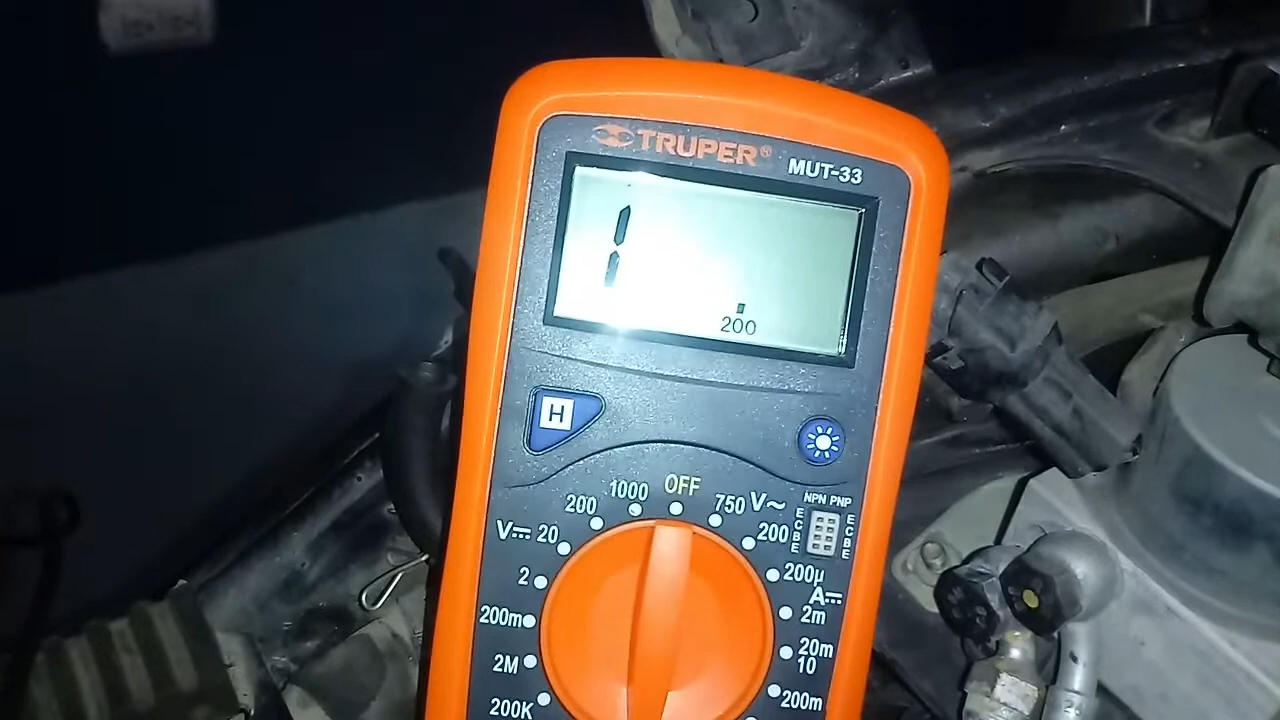 TRUPER®
MUT-33
1
200
H
OFF
1000
750 V~
200
200
NPN PNP
E
C
B
E
E
C
B
E
V⎓ 20
200µ
A⎓
2
2m
200m
20m
10
2M
200m
200K